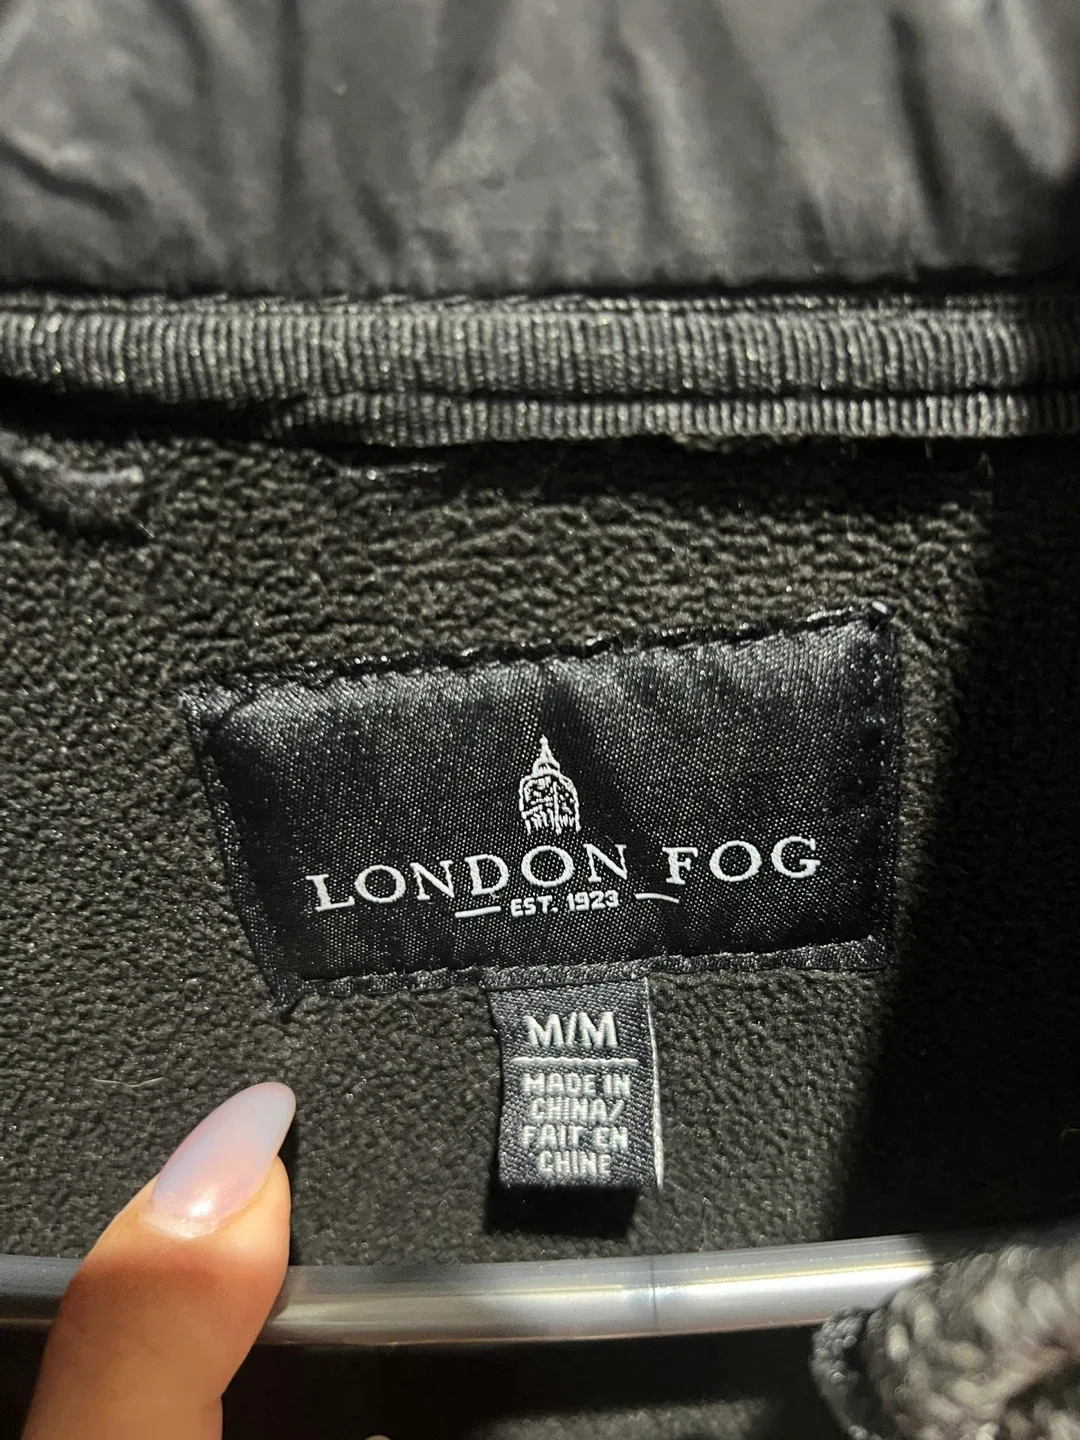 LONDON FOG
EST. 1923
M/M
MADE IN
CHINA/
FAIT EN
CHINE